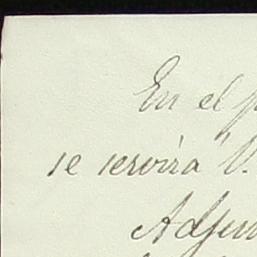 En el
se servirá V.